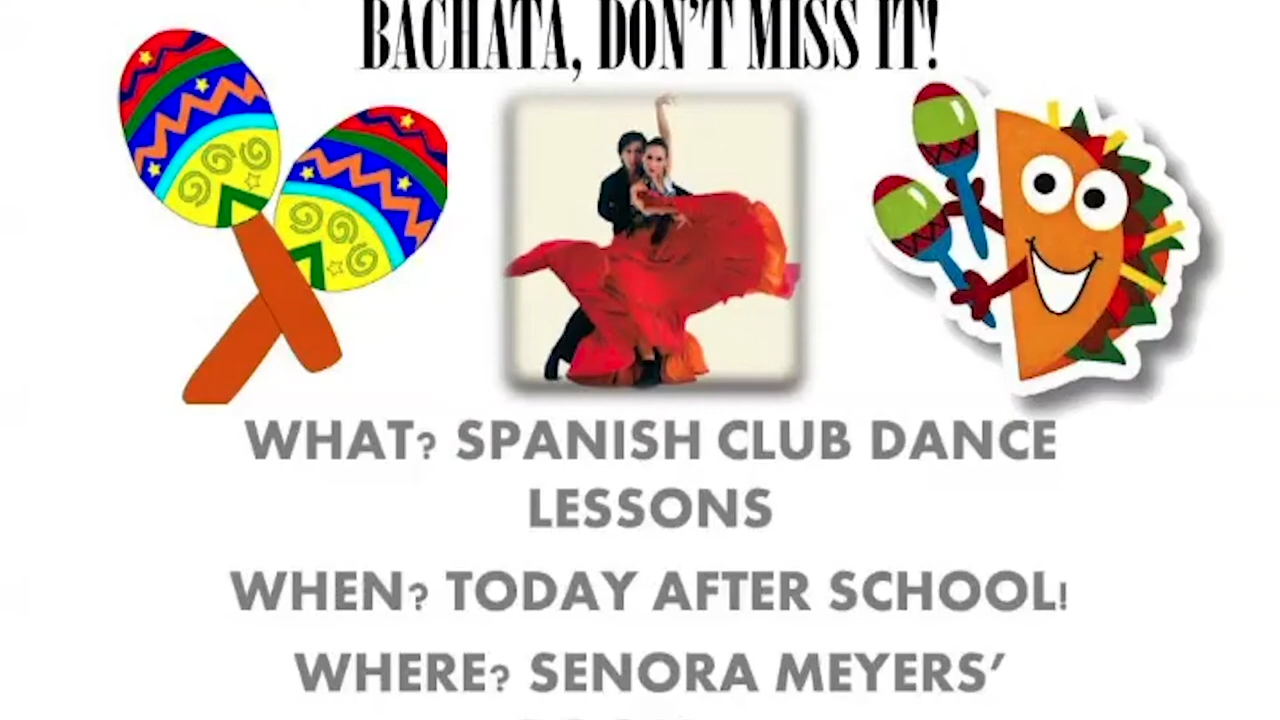 BACHATA, DON'T MISS IT!
WHAT? SPANISH CLUB DANCE
LESSONS
WHEN? TODAY AFTER SCHOOL!
WHERE? SENORA MEYERS'